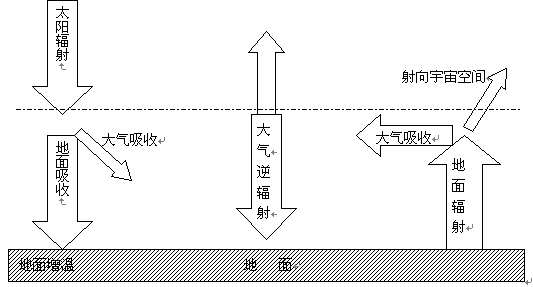 太阳辐射
射向宇宙空间
大气吸收
大气吸收
地面吸收
大气逆辐射
地面辐射
地面增温
地 面